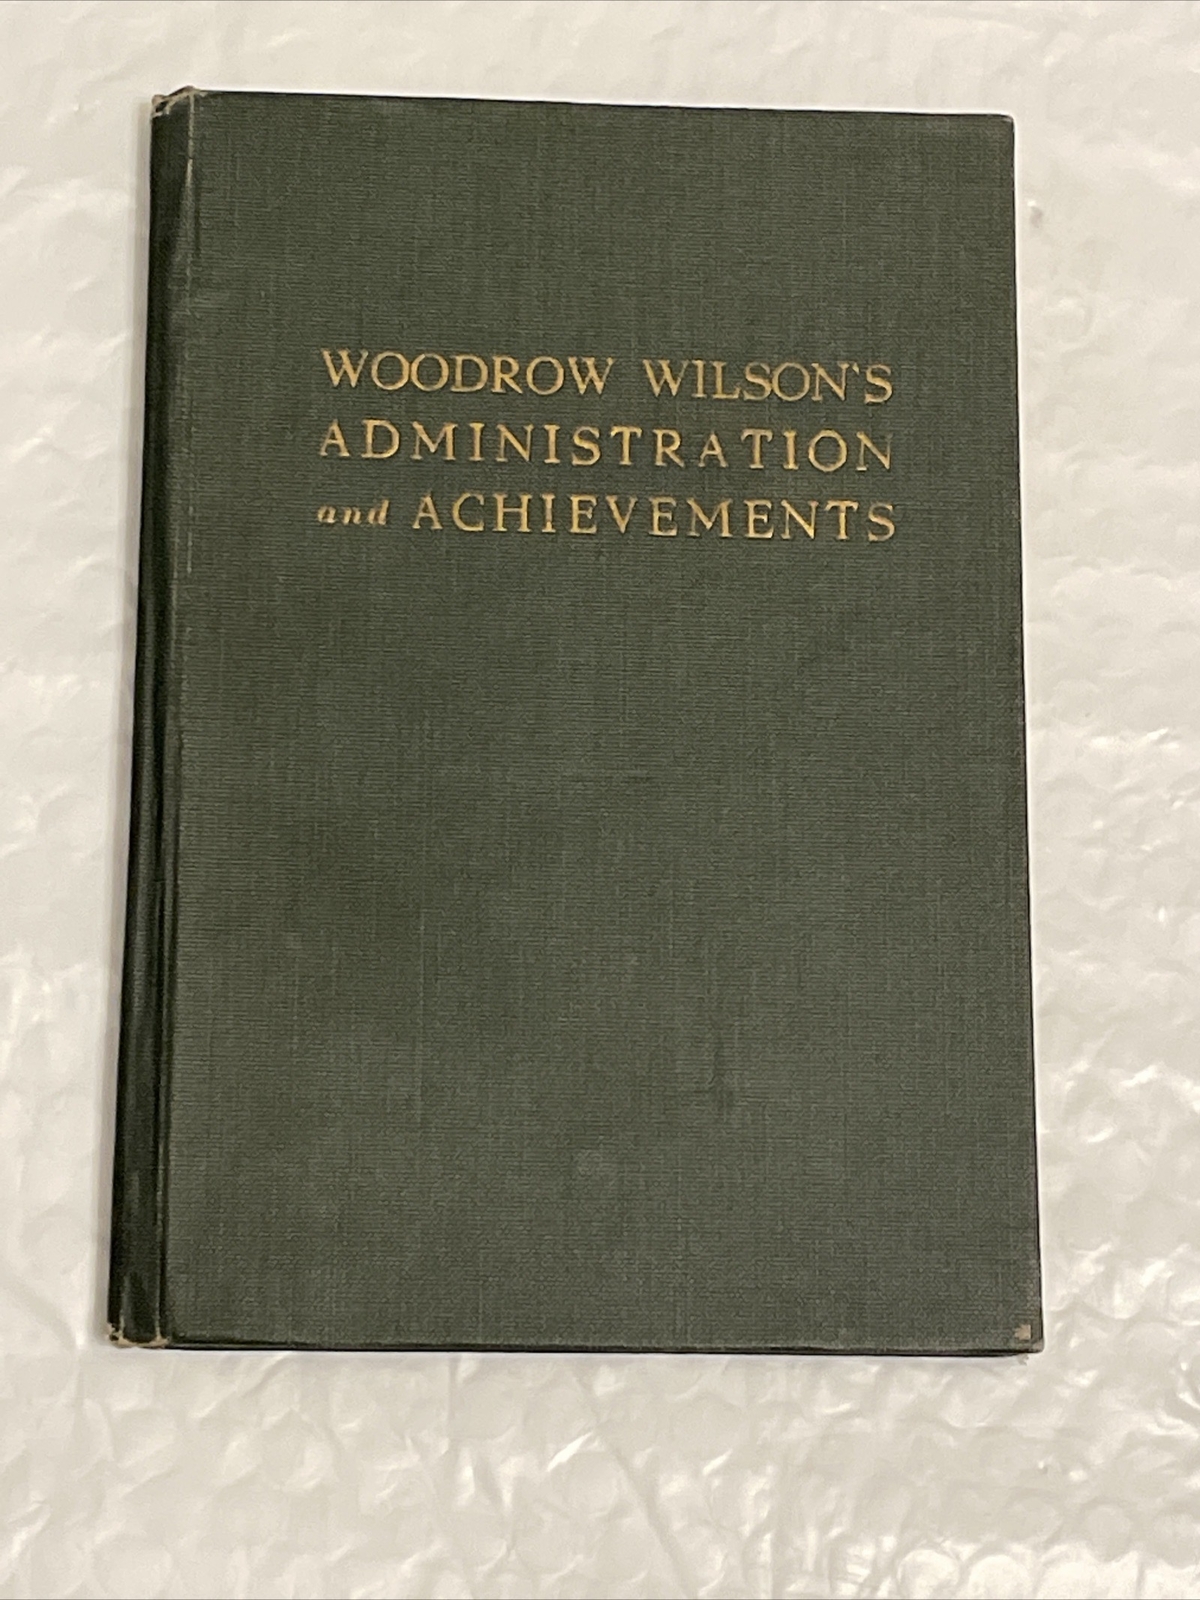 WOODROW WILSON'S
ADMINISTRATION
and ACHIEVEMENTS